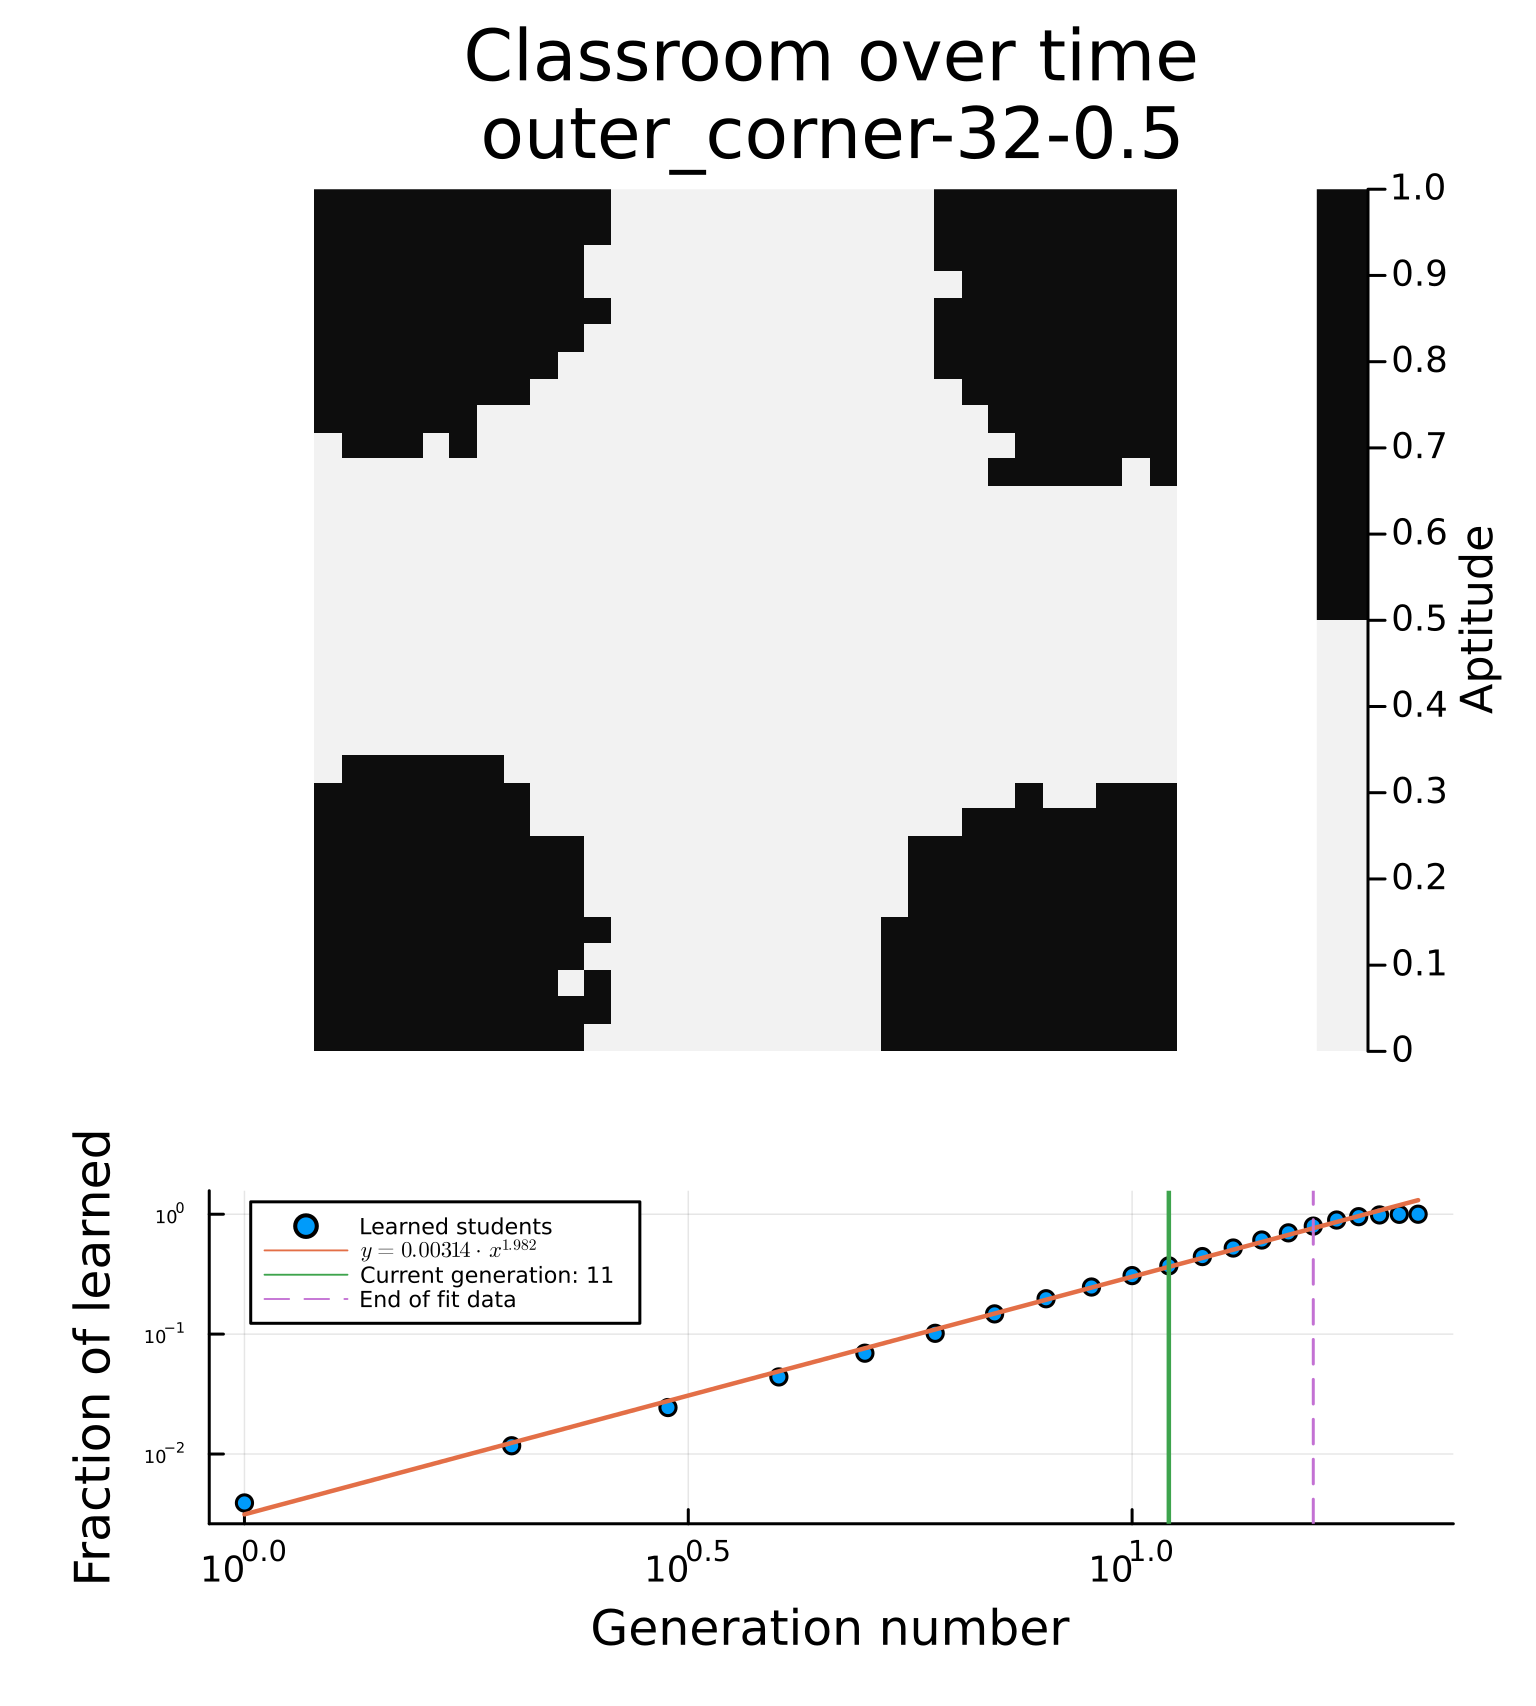 Classroom over time
outer_corner-32-0.5
1.0
0.9
0.8
0.7
0.6
0.5
0.4
0.3
0.2
0.1
0
Aptitude
Fraction of learned
10^0
10^-1
10^-2
Learned students
y = 0.00314 · x^1.982
Current generation: 11
End of fit data
10^0.0
10^0.5
10^1.0
Generation number